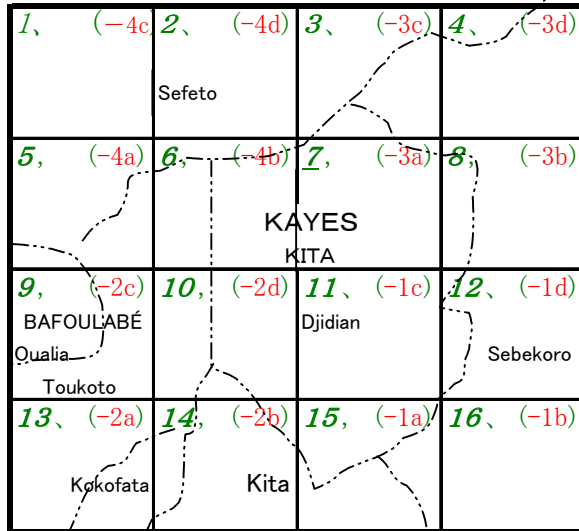 1、 (-4c) 2、 (-4d) 3、 (-3c) 4、 (-3d)
Sefeto
5, (-4a) 6, (-4b) 7, (-3a) 8, (-3b)
KAYES
KITA
9, (-2c) 10, (-2d) 11、 (-1c) 12、 (-1d)
BAFOULABÉ Djidian
Oualia Sebekoro
Toukoto
13、 (-2a) 14, (-2b) 15、 (-1a) 16、 (-1b)
Kokofata Kita